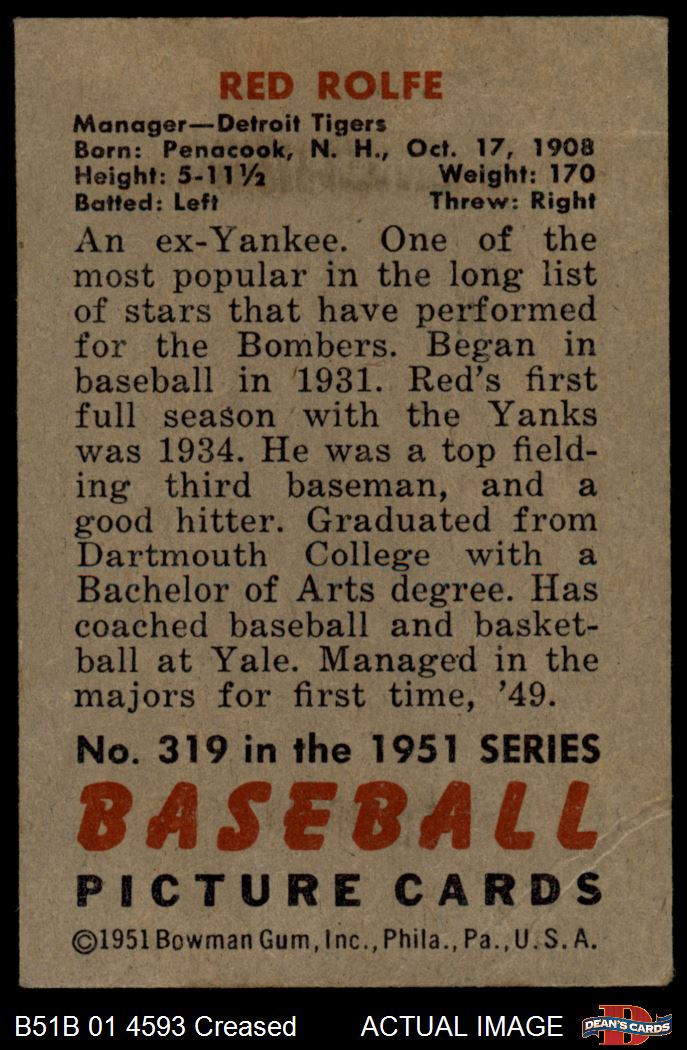 RED ROLFE
Manager—Detroit Tigers
Born: Penacook, N. H., Oct. 17, 1908
Height: 5-11½ Weight: 170
Batted: Left Threw: Right
An ex-Yankee. One of the
most popular in the long list
of stars that have performed
for the Bombers. Began in
baseball in 1931. Red's first
full season with the Yanks
was 1934. He was a top field-
ing third baseman, and a
good hitter. Graduated from
Dartmouth College with a
Bachelor of Arts degree. Has
coached baseball and basket-
ball at Yale. Managed in the
majors for first time, '49.
No. 319 in the 1951 SERIES
BASEBALL
PICTURE CARDS
©1951 Bowman Gum, Inc., Phila., Pa., U. S. A.
B51B 01 4593 Creased ACTUAL IMAGE
D
DEAN'S CARDS